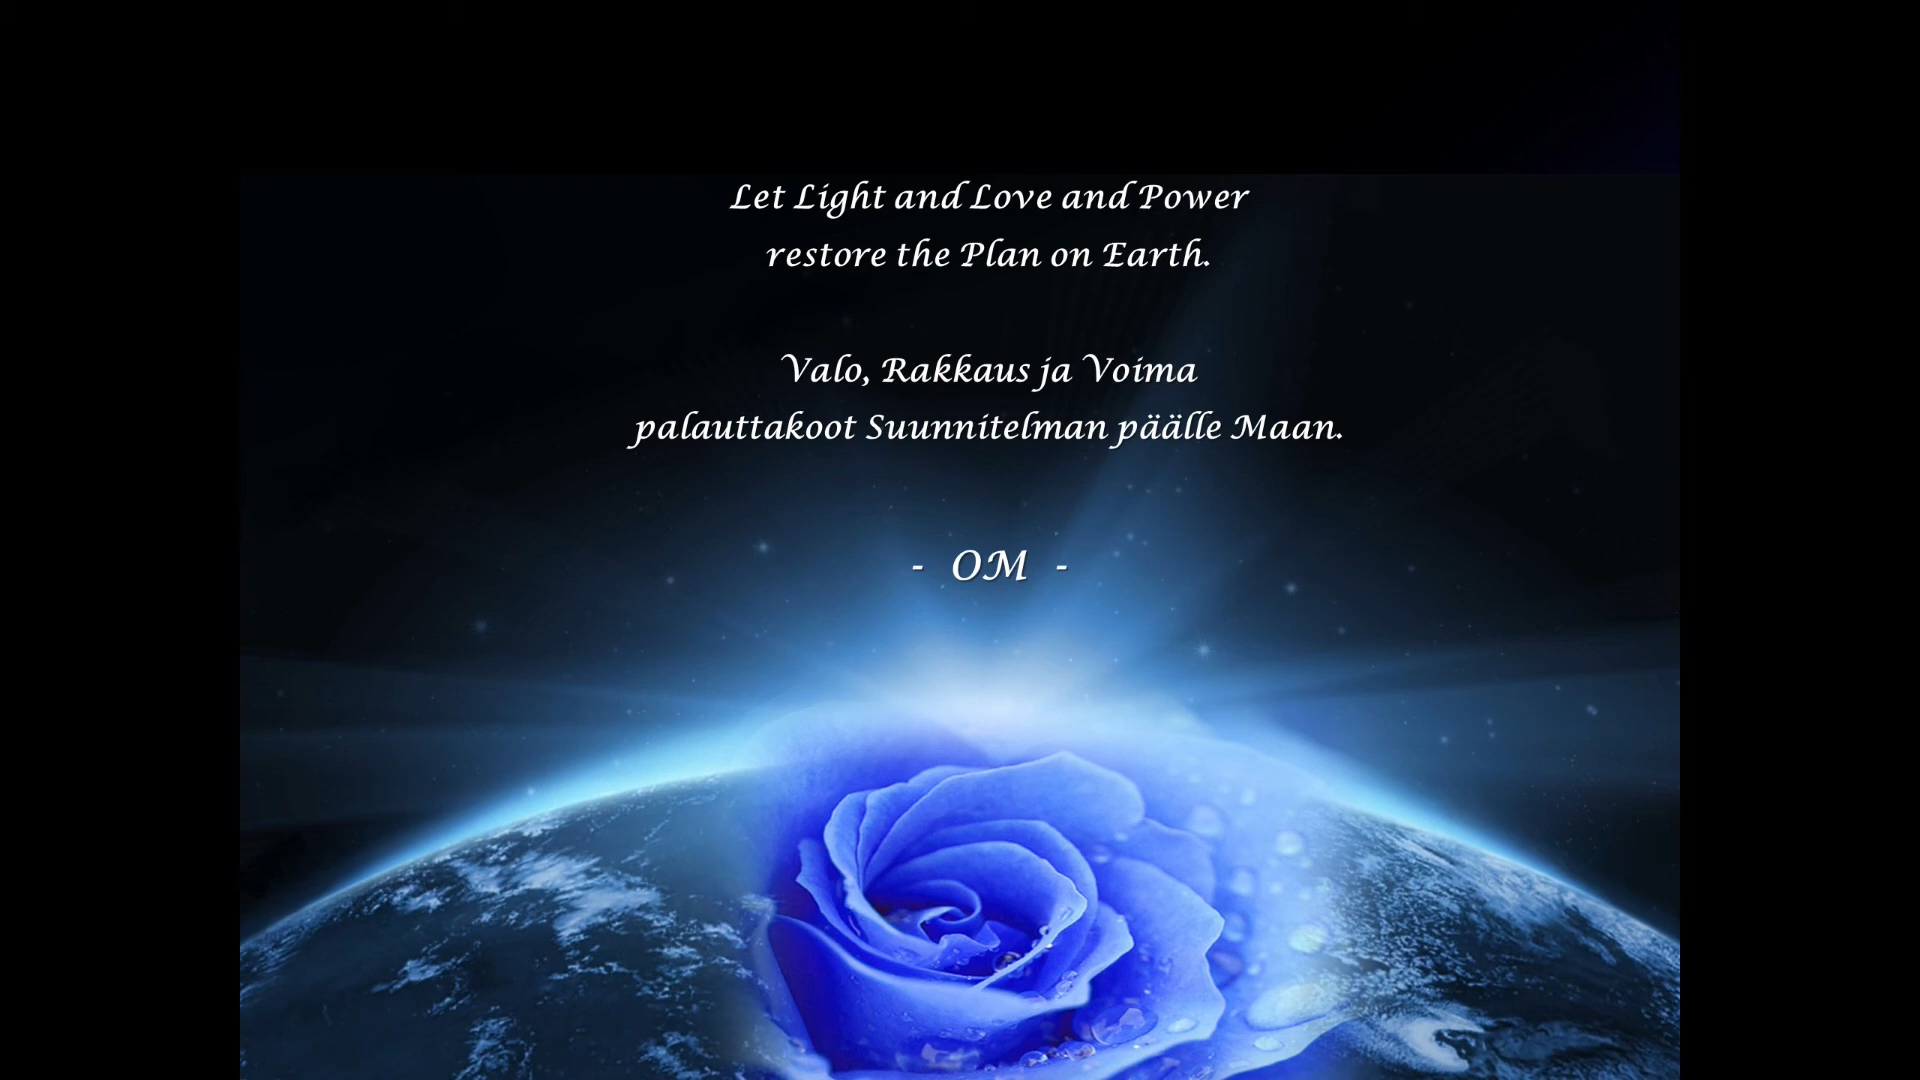 Let Light and Love and Power
restore the Plan on Earth.
Valo, Rakkaus ja Voima
palauttakoot Suunnitelman päälle Maan.
- OM -